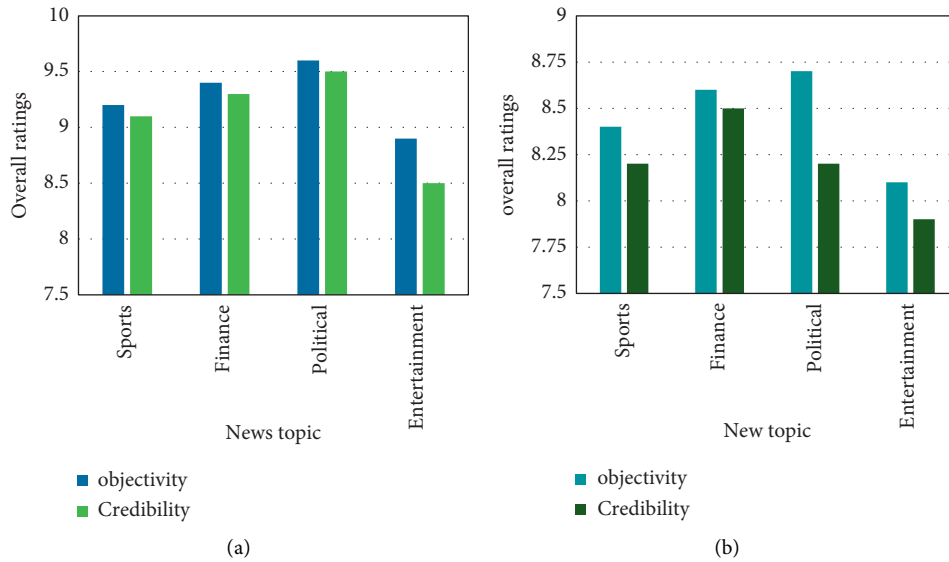 10
9.5
9
8.5
8
7.5
Overall ratings
Sports
Finance
Political
Entertainment
News topic
objectivity
Credibility
(a)
9
8.75
8.5
8.25
8
7.75
7.5
overall ratings
Sports
Finance
Political
Entertainment
New topic
objectivity
Credibility
(b)